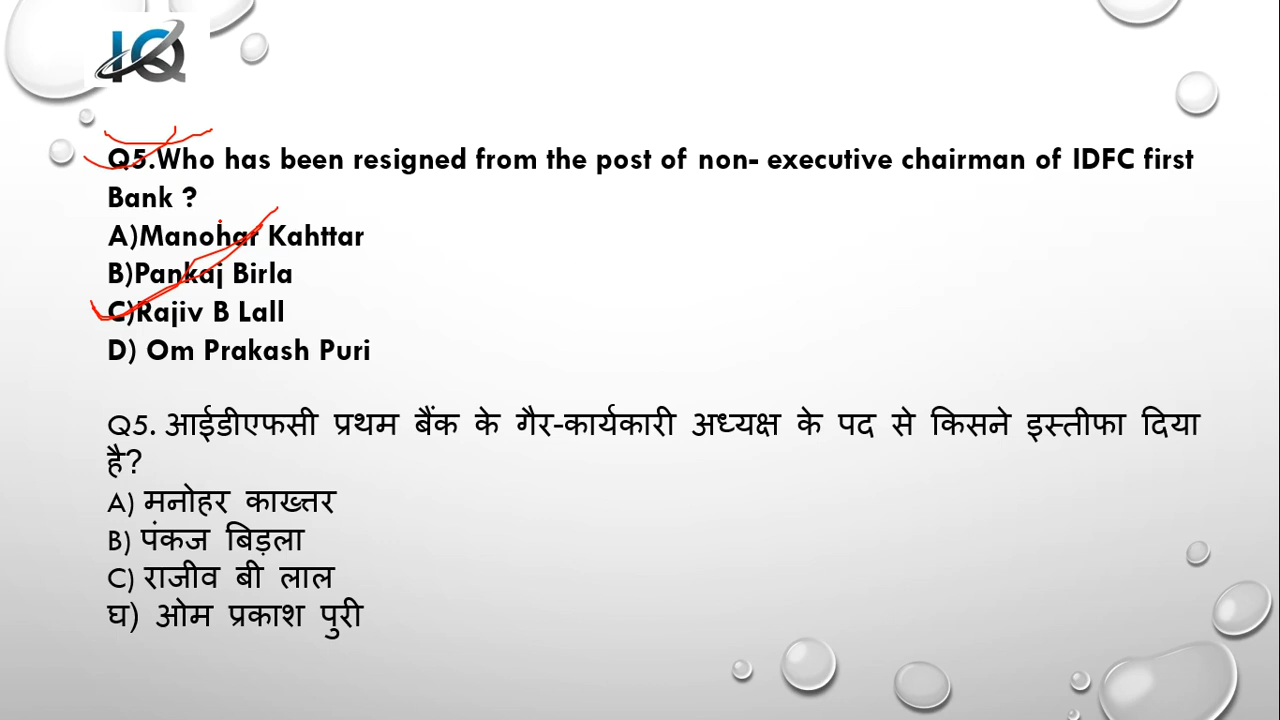 IQ
Q5.Who has been resigned from the post of non- executive chairman of IDFC first
Bank ?
A)Manohar Kahttar
B)Pankaj Birla
C)Rajiv B Lall
D) Om Prakash Puri
Q5. आईडीएफसी प्रथम बैंक के गैर-कार्यकारी अध्यक्ष के पद से किसने इस्तीफा दिया
है?
A) मनोहर काख्त्तर
B) पंकज बिड़ला
C) राजीव बी लाल
घ) ओम प्रकाश पुरी